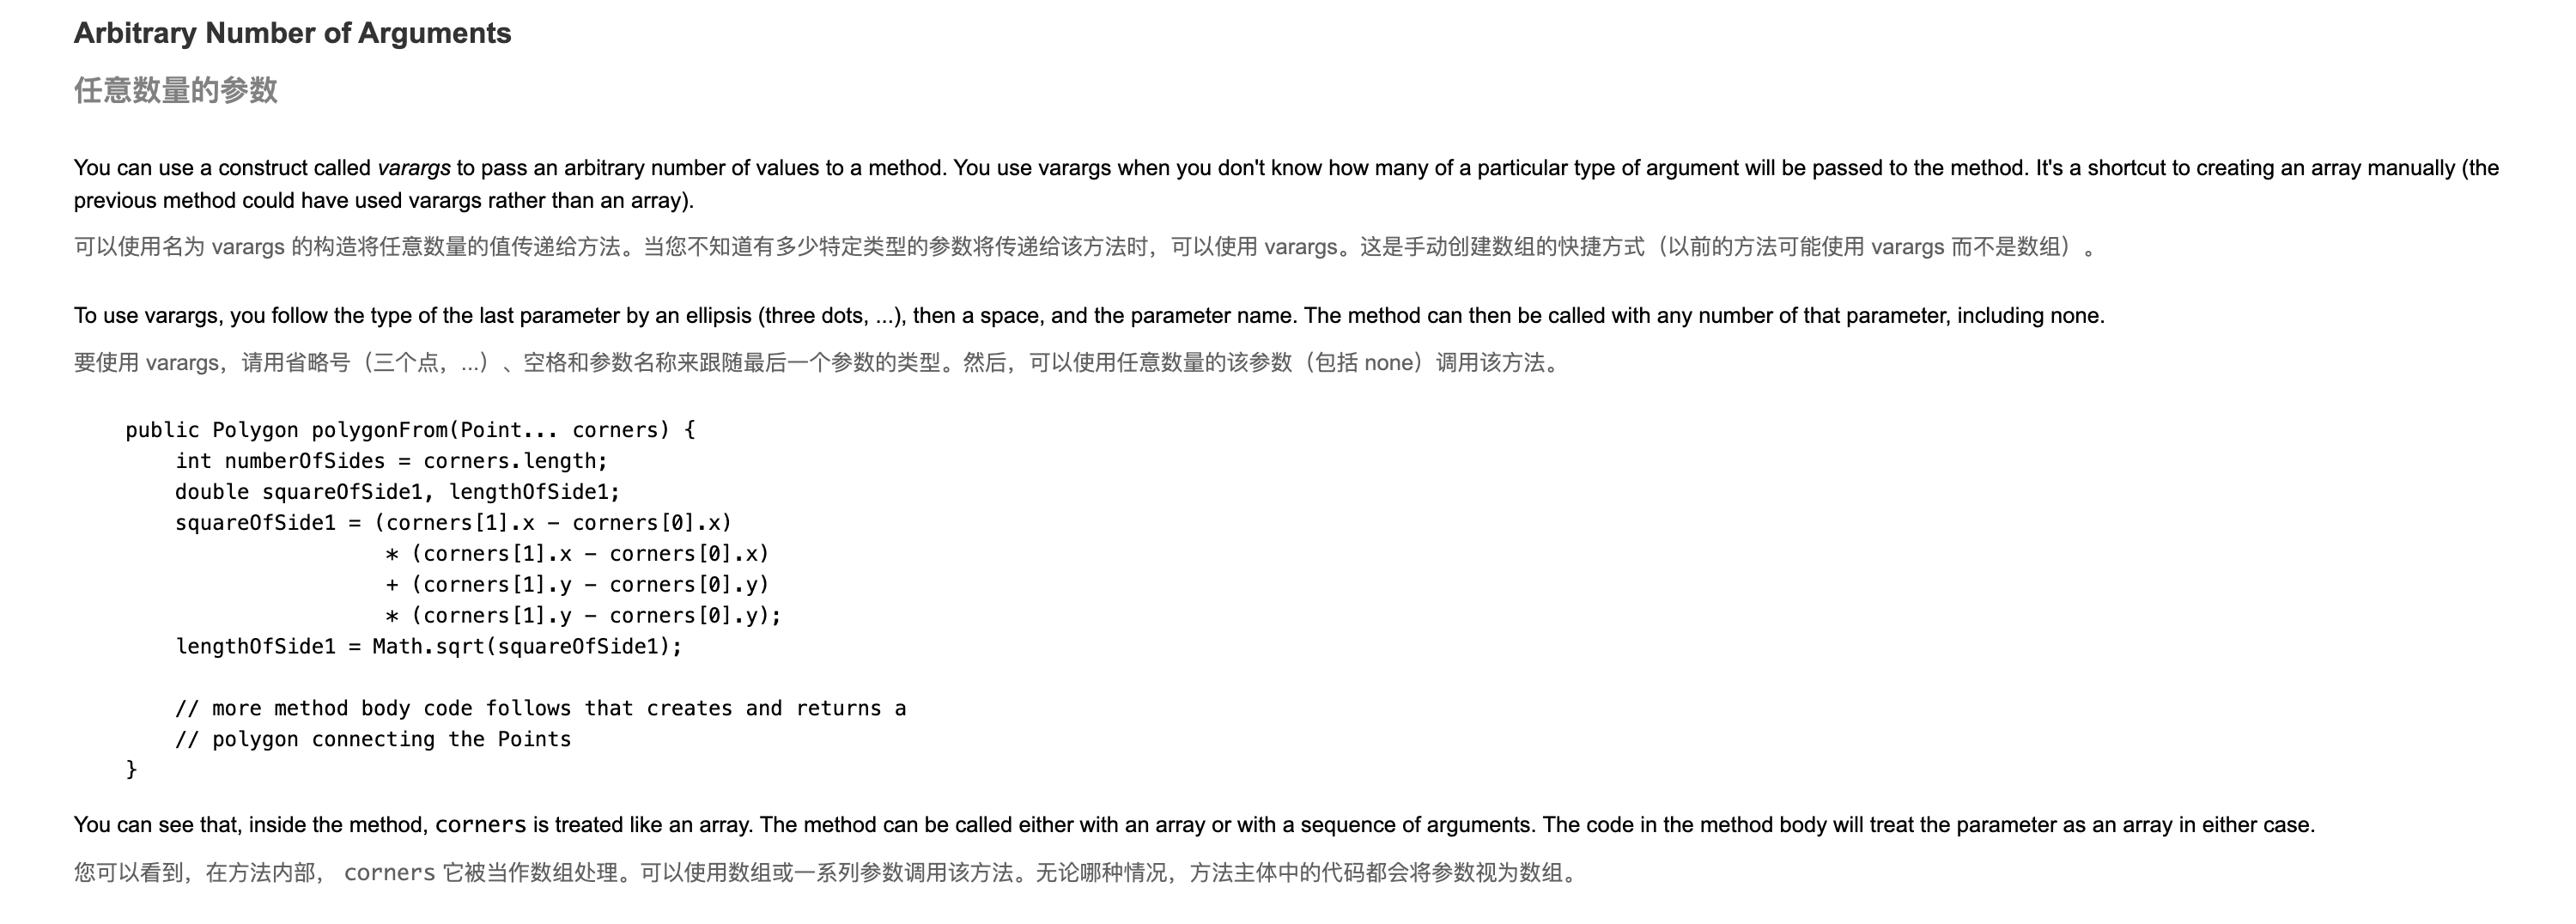 Arbitrary Number of Arguments
任意数量的参数
You can use a construct called varargs to pass an arbitrary number of values to a method. You use varargs when you don't know how many of a particular type of argument will be passed to the method. It's a shortcut to creating an array manually (the
previous method could have used varargs rather than an array).
可以使用名为 varargs 的构造将任意数量的值传递给方法。当您不知道有多少特定类型的参数将传递给该方法时，可以使用 varargs。这是手动创建数组的快捷方式（以前的方法可能使用 varargs 而不是数组）。
To use varargs, you follow the type of the last parameter by an ellipsis (three dots, ...), then a space, and the parameter name. The method can then be called with any number of that parameter, including none.
要使用 varargs，请用省略号（三个点，...）、空格和参数名称来跟随最后一个参数的类型。然后，可以使用任意数量的该参数（包括 none）调用该方法。
public Polygon polygonFrom(Point... corners) {
    int numberOfSides = corners.length;
    double squareOfSide1, lengthOfSide1;
    squareOfSide1 = (corners[1].x - corners[0].x)
                     * (corners[1].x - corners[0].x)
                     + (corners[1].y - corners[0].y)
                     * (corners[1].y - corners[0].y);
    lengthOfSide1 = Math.sqrt(squareOfSide1);
    // more method body code follows that creates and returns a
    // polygon connecting the Points
}
You can see that, inside the method, corners is treated like an array. The method can be called either with an array or with a sequence of arguments. The code in the method body will treat the parameter as an array in either case.
您可以看到，在方法内部， corners 它被当作数组处理。可以使用数组或一系列参数调用该方法。无论哪种情况，方法主体中的代码都会将参数视为数组。